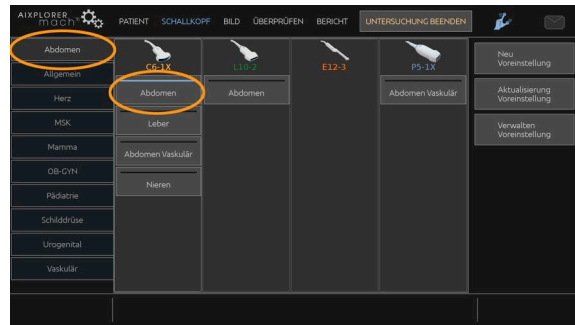 AIXPLORER
mach
PATIENT SCHALLKOPF BILD ÜBERPRÜFEN BERICHT UNTERSUCHUNG BEENDEN
Abdomen
Allgemein
Herz
MSK
Mamma
OB-GYN
Pädiatrie
Schilddrüse
Urogenital
Vaskulär
C6-1X
Abdomen
Leber
Abdomen Vaskulär
Nieren
L10-2
Abdomen
E12-3
P5-1X
Abdomen Vaskulär
Neu
Voreinstellung
Aktualisierung
Voreinstellung
Verwalten
Voreinstellung